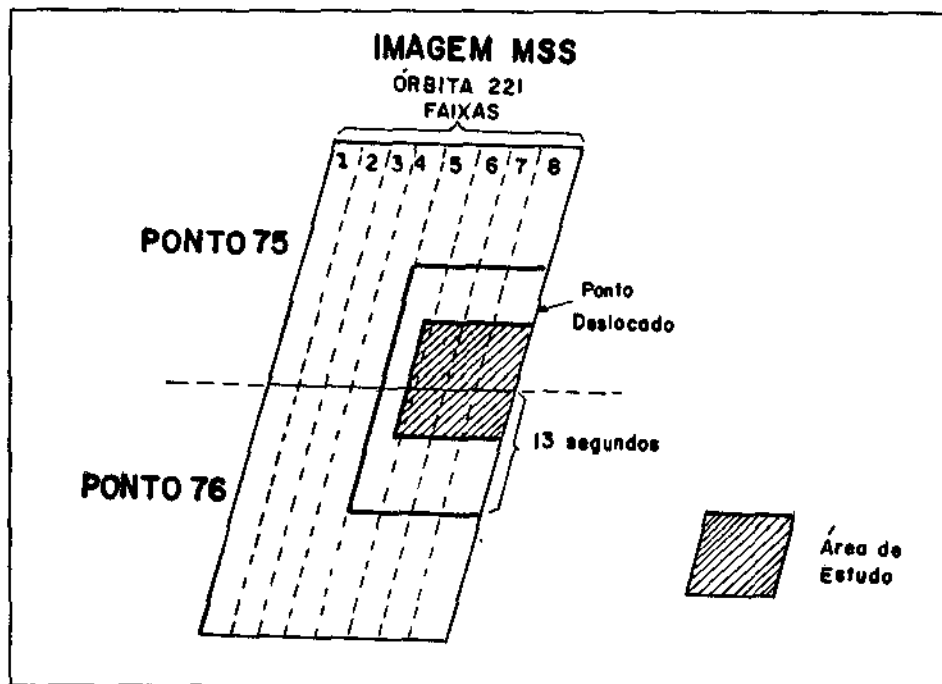 IMAGEM MSS
ÓRBITA 221
FAIXAS
1 2 3 4 5 6 7 8
PONTO 75
Ponto
Deslocado
13 segundos
PONTO 76
Área de
Estudo